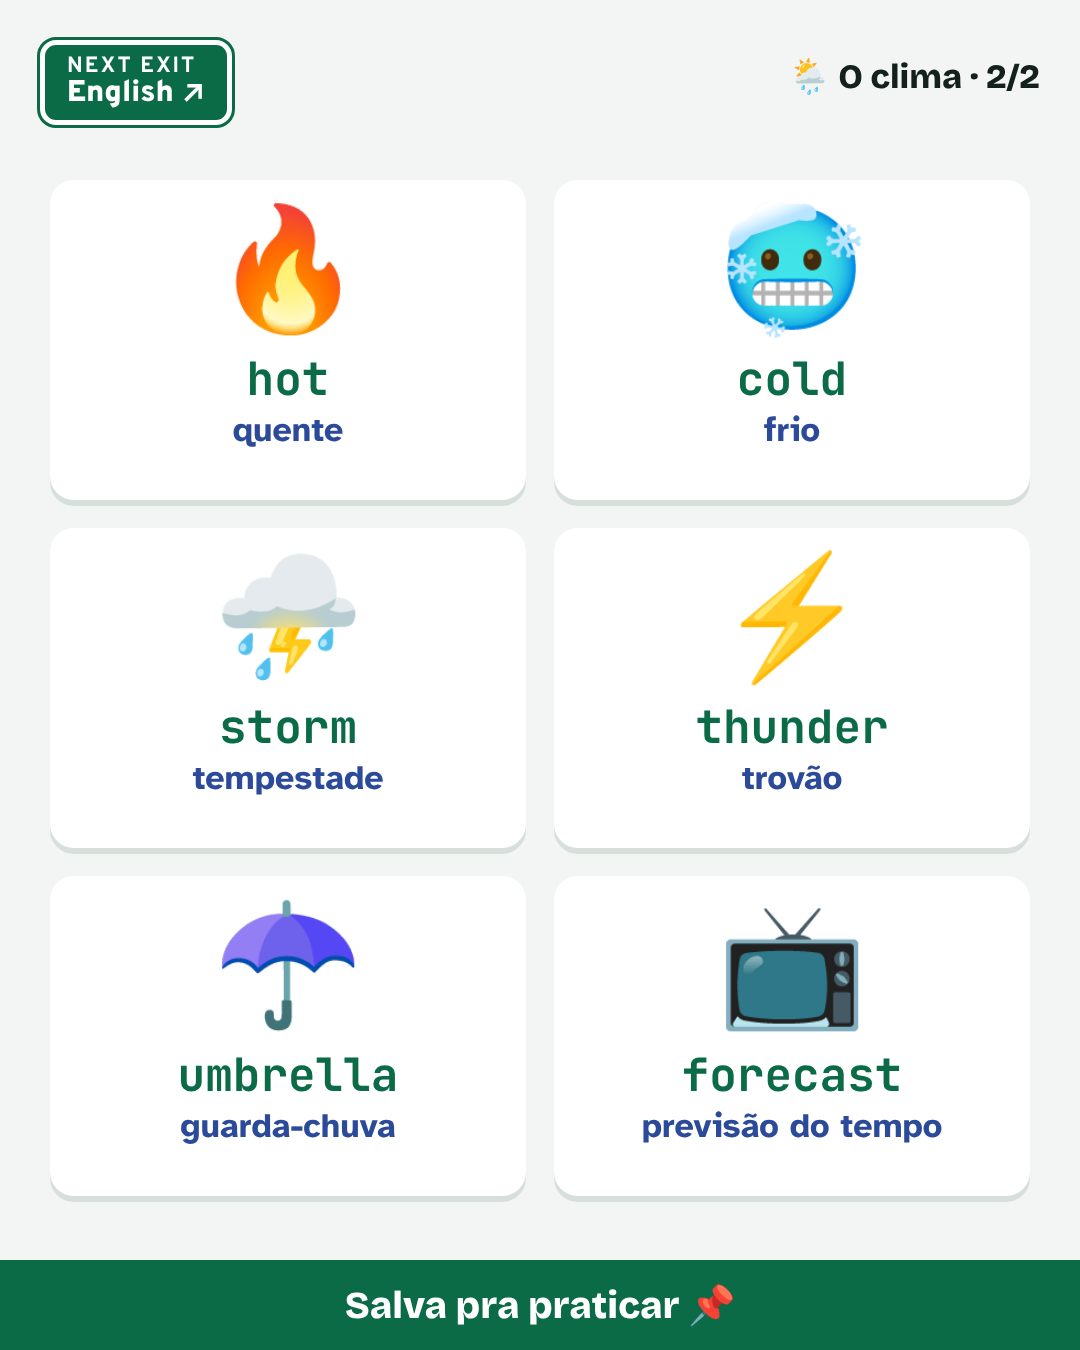 NEXT EXIT
English ↗
O clima · 2/2
hot
quente
cold
frio
storm
tempestade
thunder
trovão
umbrella
guarda-chuva
forecast
previsão do tempo
Salva pra praticar